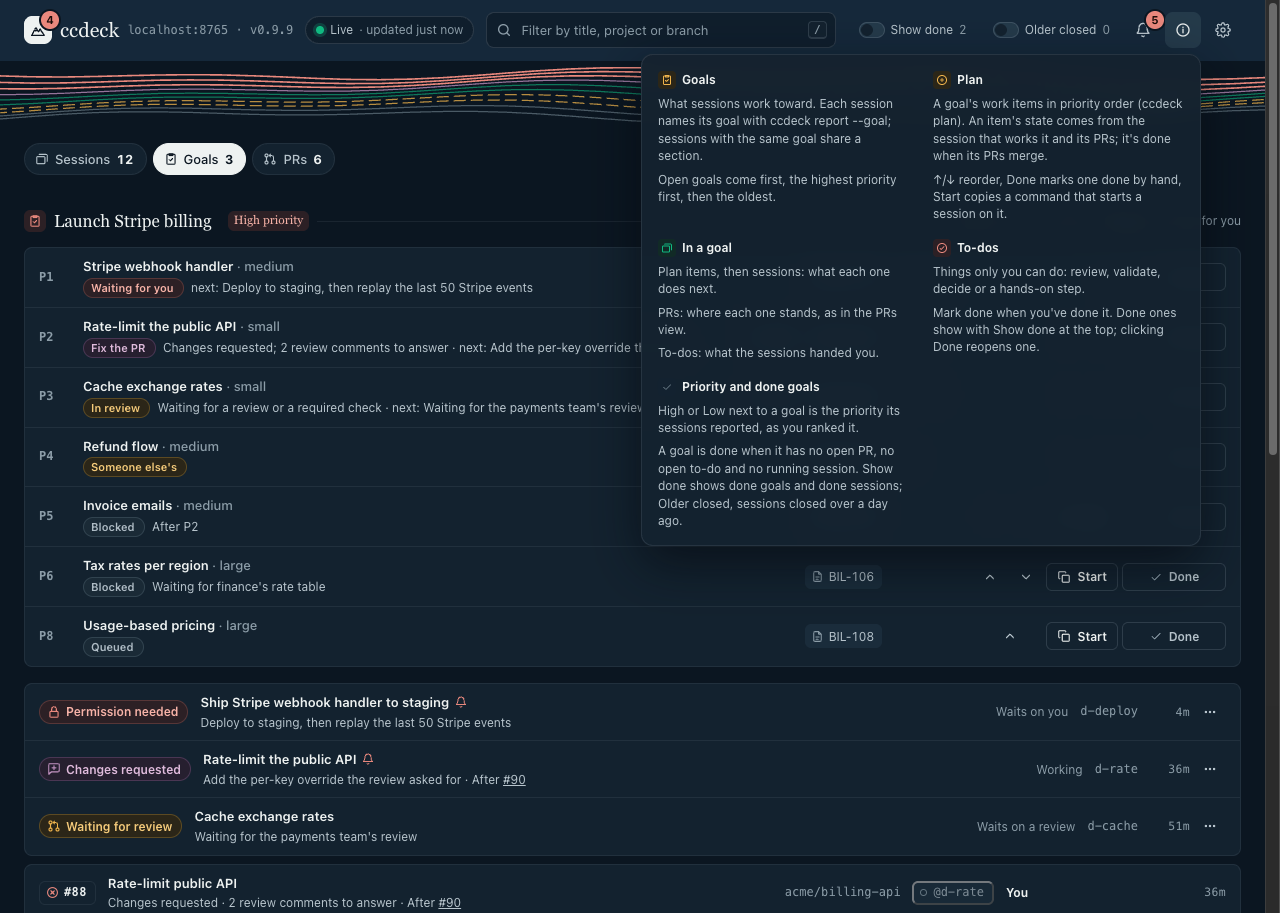 4
ccdeck localhost:8765 · v0.9.9
Live · updated just now
Filter by title, project or branch /
Show done 2
Older closed 0
5
Sessions 12
Goals 3
PRs 6
Goals
What sessions work toward. Each session
names its goal with ccdeck report --goal;
sessions with the same goal share a
section.
Open goals come first, the highest priority
first, then the oldest.
Plan
A goal's work items in priority order (ccdeck
plan). An item's state comes from the
session that works it and its PRs; it's done
when its PRs merge.
↑/↓ reorder, Done marks one done by hand,
Start copies a command that starts a
session on it.
In a goal
Plan items, then sessions: what each one
does next.
PRs: where each one stands, as in the PRs
view.
To-dos: what the sessions handed you.
To-dos
Things only you can do: review, validate,
decide or a hands-on step.
Mark done when you've done it. Done ones
show with Show done at the top; clicking
Done reopens one.
Priority and done goals
High or Low next to a goal is the priority its
sessions reported, as you ranked it.
A goal is done when it has no open PR, no
open to-do and no running session. Show
done shows done goals and done sessions;
Older closed, sessions closed over a day
ago.
Launch Stripe billing High priority
for you
P1 Stripe webhook handler · medium
Waiting for you next: Deploy to staging, then replay the last 50 Stripe events
P2 Rate-limit the public API · small
Fix the PR Changes requested; 2 review comments to answer · next: Add the per-key override
P3 Cache exchange rates · small
In review Waiting for a review or a required check · next: Waiting for the payments team's review
P4 Refund flow · medium
Someone else's
P5 Invoice emails · medium
Blocked After P2
P6 Tax rates per region · large
Blocked Waiting for finance's rate table
BIL-106 Start Done
P8 Usage-based pricing · large
Queued
BIL-108 Start Done
Permission needed Ship Stripe webhook handler to staging
Deploy to staging, then replay the last 50 Stripe events
Waits on you d-deploy 4m ···
Changes requested Rate-limit the public API
Add the per-key override the review asked for · After #90
Working d-rate 36m ···
Waiting for review Cache exchange rates
Waiting for the payments team's review
Waits on a review d-cache 51m ···
#88 Rate-limit public API
Changes requested · 2 review comments to answer · After #90
acme/billing-api @d-rate You 36m